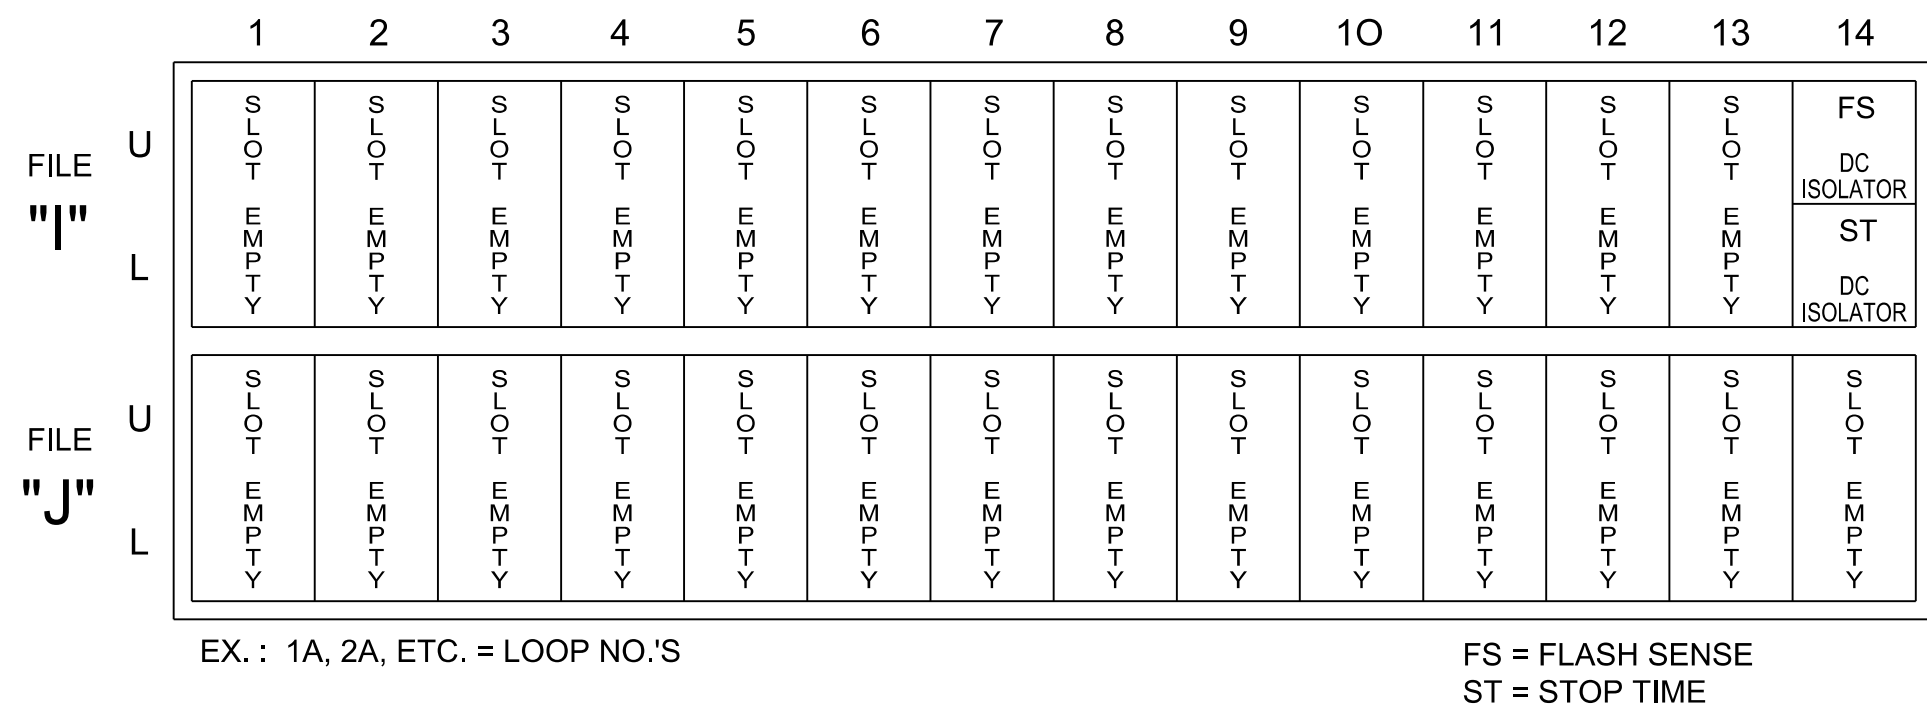 1 2 3 4 5 6 7 8 9 10 11 12 13 14
FILE "I"
U
L
SLOT EMPTY
SLOT EMPTY
SLOT EMPTY
SLOT EMPTY
SLOT EMPTY
SLOT EMPTY
SLOT EMPTY
SLOT EMPTY
SLOT EMPTY
SLOT EMPTY
SLOT EMPTY
SLOT EMPTY
SLOT EMPTY
FS
DC
ISOLATOR
ST
DC
ISOLATOR
FILE "J"
U
L
SLOT EMPTY
SLOT EMPTY
SLOT EMPTY
SLOT EMPTY
SLOT EMPTY
SLOT EMPTY
SLOT EMPTY
SLOT EMPTY
SLOT EMPTY
SLOT EMPTY
SLOT EMPTY
SLOT EMPTY
SLOT EMPTY
SLOT EMPTY
EX. : 1A, 2A, ETC. = LOOP NO.'S
FS = FLASH SENSE
ST = STOP TIME